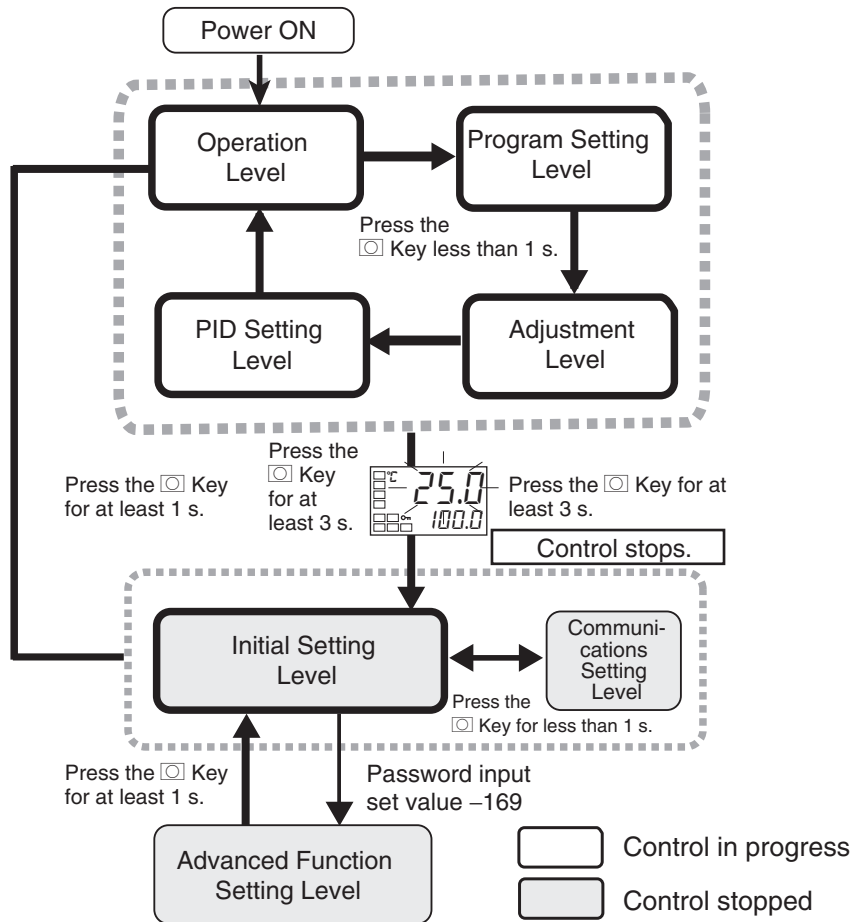 Power ON
Operation
Level
Program Setting
Level
Press the
Key less than 1 s.
PID Setting
Level
Adjustment
Level
Press the Key
for at least 1 s.
Press the
Key
for at
least 3 s.
°C
25.0
100.0
Press the Key for at
least 3 s.
Control stops.
Initial Setting
Level
Communi-
cations
Setting
Level
Press the
Key for less than 1 s.
Press the Key
for at least 1 s.
Password input
set value –169
Advanced Function
Setting Level
Control in progress
Control stopped